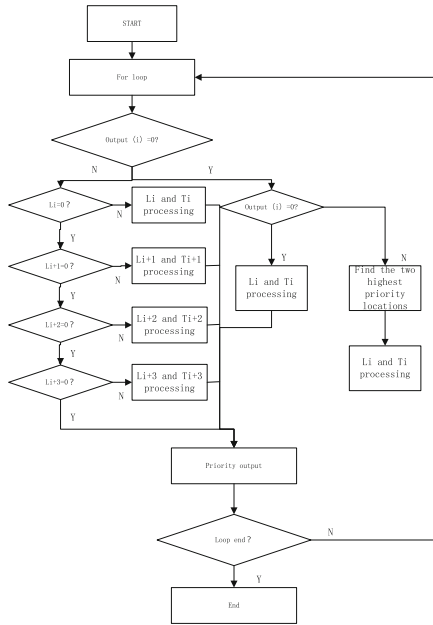 START
For loop
Output (i) =0?
N
Y
Li=0?
N
Li and Ti
processing
Output (i) =0?
Y
Li+1=0?
N
Li+1 and Ti+1
processing
Y
Li and Ti
processing
N
Find the two
highest
priority
locations
Y
Li+2=0?
N
Li+2 and Ti+2
processing
Li and Ti
processing
Y
Li+3=0?
N
Li+3 and Ti+3
processing
Y
Priority output
Loop end?
N
Y
End